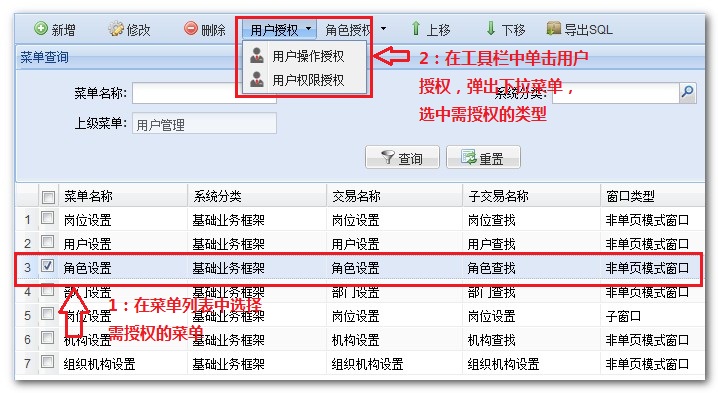 新增 修改 删除 用户授权 角色授权 上移 下移 导出SQL
菜单查询
用户操作授权
用户权限授权
2：在工具栏中单击用户
授权，弹出下拉菜单，
选中需授权的类型
菜单名称: 系统分类:
上级菜单: 用户管理
查询 重置
菜单名称 系统分类 交易名称 子交易名称 窗口类型
1 岗位设置 基础业务框架 岗位设置 岗位查找 非单页模式窗口
2 用户设置 基础业务框架 用户设置 用户查找 非单页模式窗口
3 角色设置 基础业务框架 角色设置 角色查找 非单页模式窗口
4 部门设置 基础业务框架 部门设置 部门查找 非单页模式窗口
5 岗位设置 基础业务框架 岗位设置 岗位设置 子窗口
6 机构设置 基础业务框架 机构设置 机构查找 非单页模式窗口
7 组织机构设置 基础业务框架 组织机构设置 组织机构设置 非单页模式窗口
1：在菜单列表中选择
需授权的菜单